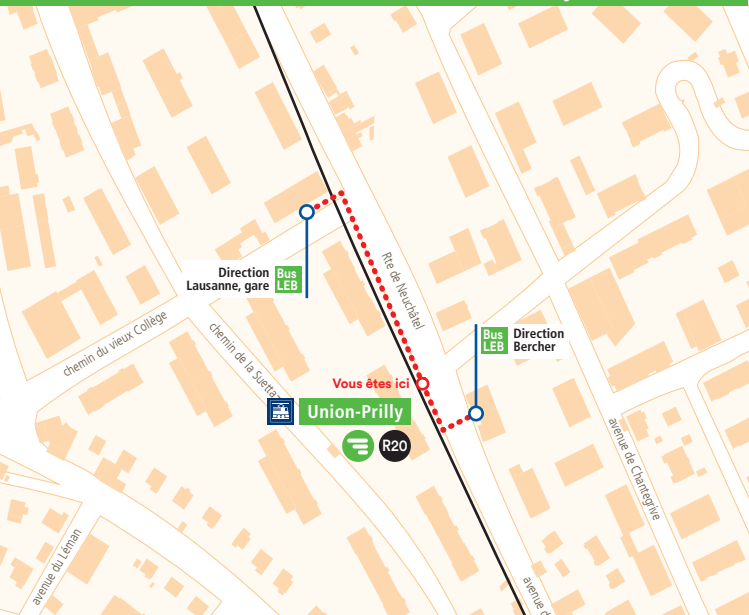 Rte de Neuchâtel
Direction
Lausanne, gare
Bus
LEB
chemin du vieux Collège
chemin de la Suetta
Bus
LEB
Direction
Bercher
Vous êtes ici
Union-Prilly
R20
avenue de Chantegrive
avenue du Léman
avenue d